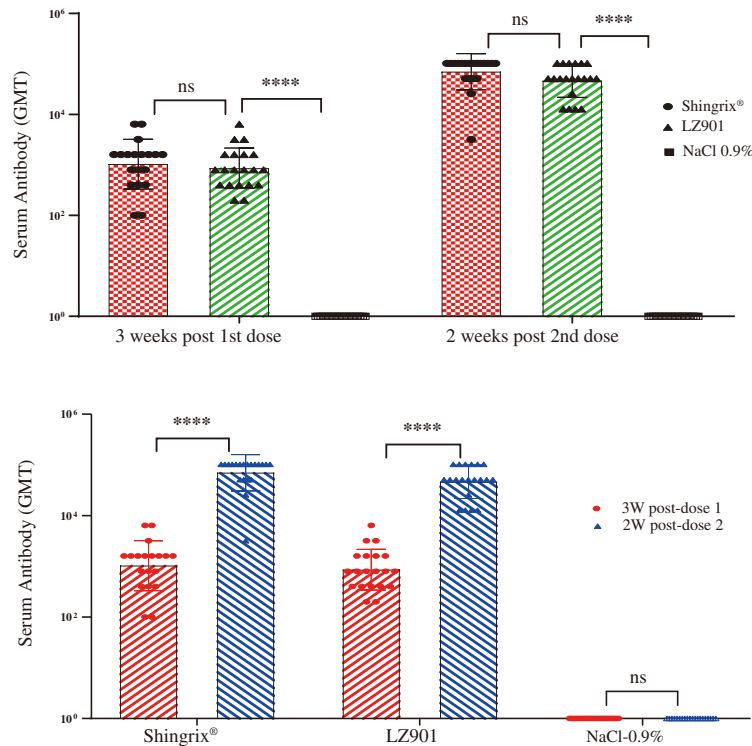 Serum Antibody (GMT)
10⁶
10⁴
10²
10⁰
ns
****
ns
****
Shingrix®
LZ901
NaCl 0.9%
3 weeks post 1st dose
2 weeks post 2nd dose
Serum Antibody (GMT)
10⁶
10⁴
10²
10⁰
****
****
ns
3W post-dose 1
2W post-dose 2
Shingrix®
LZ901
NaCl-0.9%